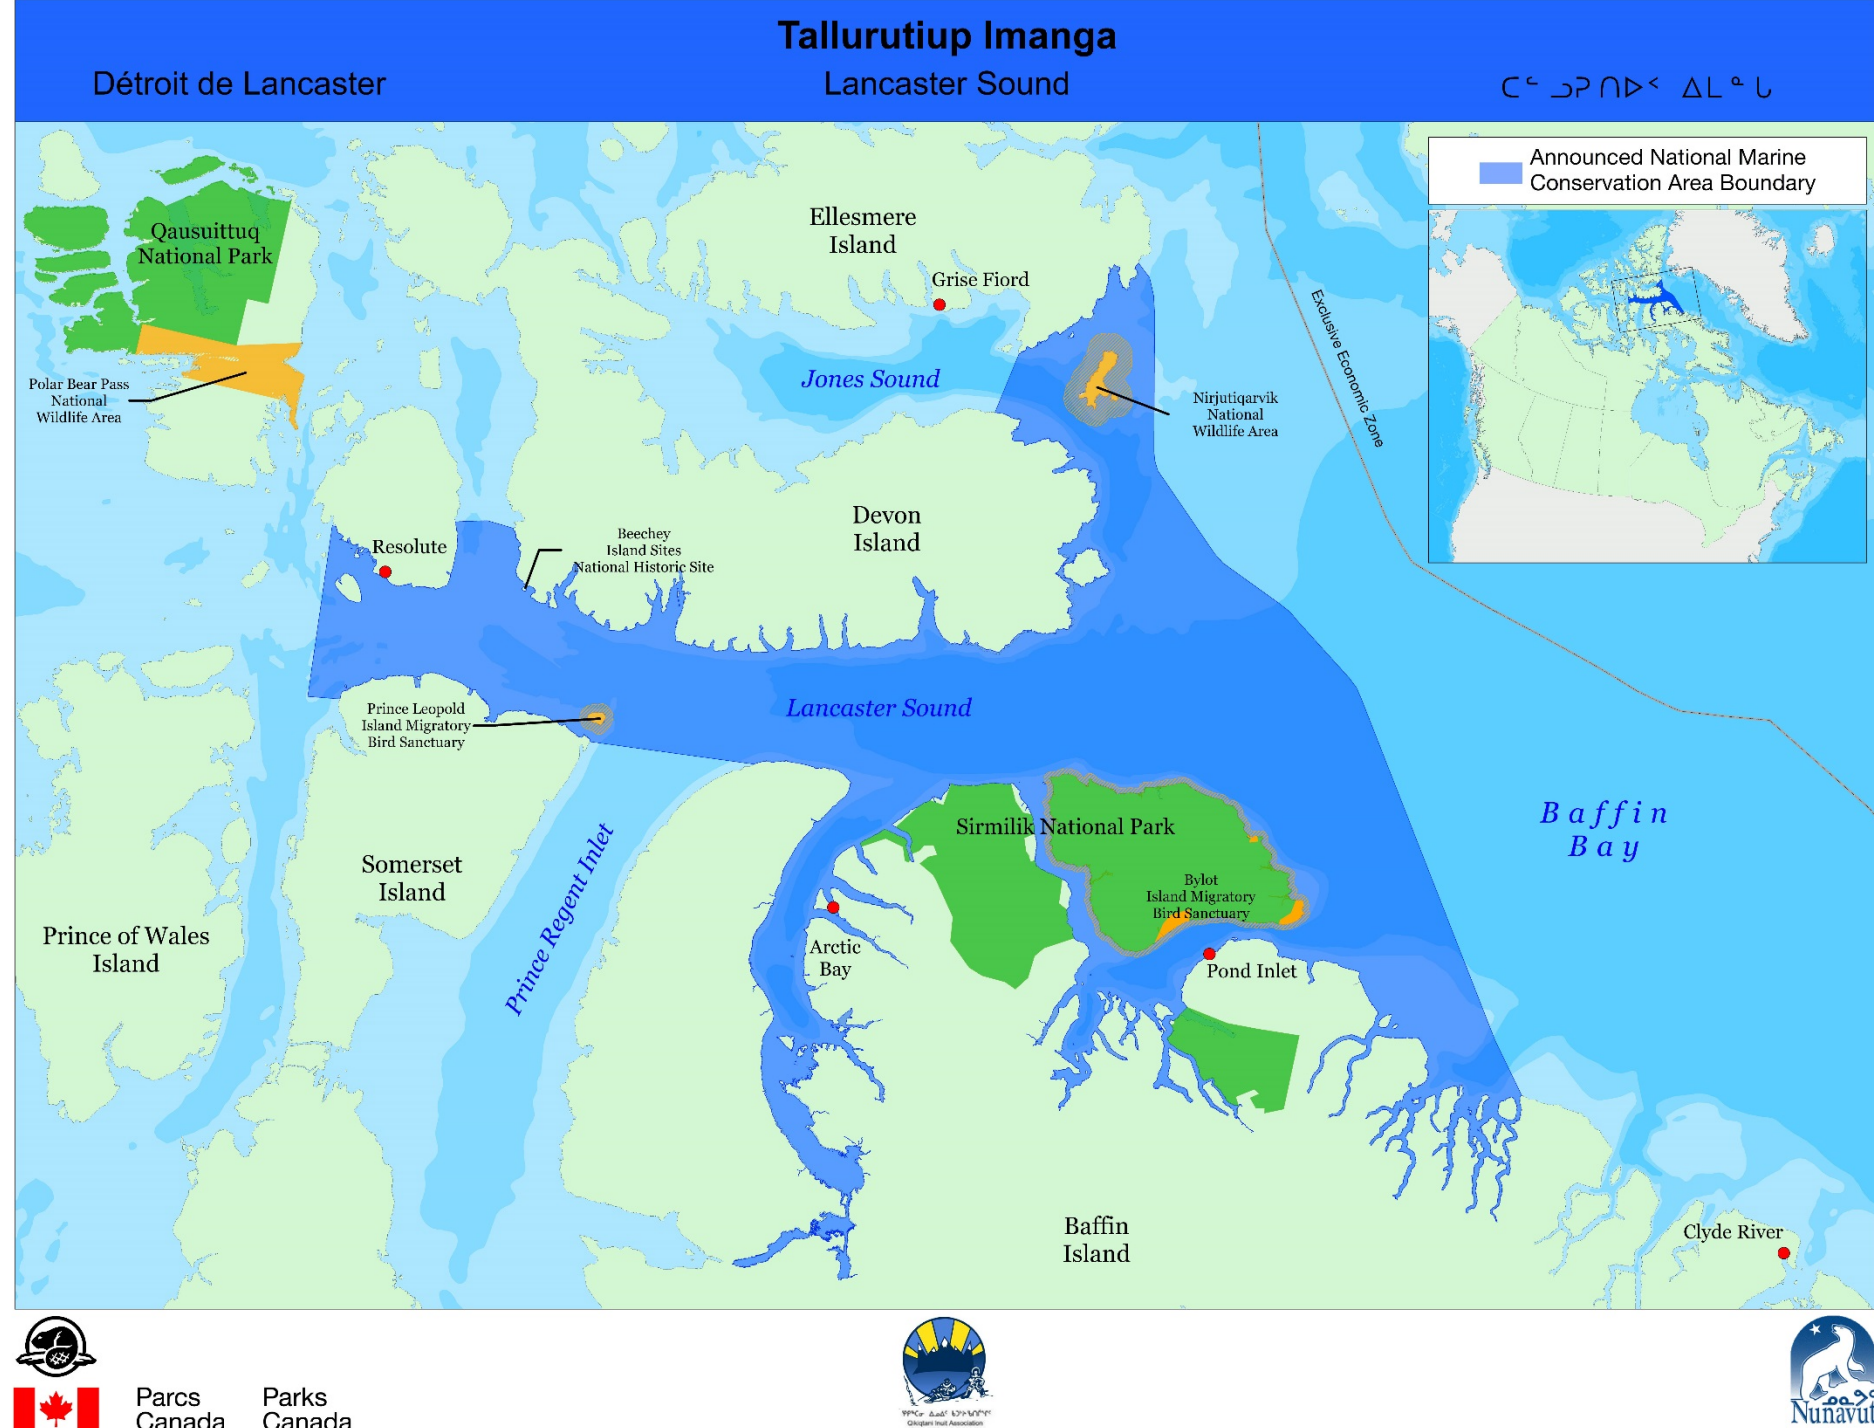 Tallurutiup Imanga
Détroit de Lancaster
Lancaster Sound
ᑕᓪᓗᕈᑎᐅᑉ ᐃᒪᓐᒐ
Announced National Marine
Conservation Area Boundary
Qausuittuq
National Park
Ellesmere
Island
Grise Fiord
Exclusive Economic Zone
Jones Sound
Polar Bear Pass
National
Wildlife Area
Nirjutiqarvik
National
Wildlife Area
Devon
Island
Resolute
Beechey
Island Sites
National Historic Site
Prince Leopold
Island Migratory
Bird Sanctuary
Lancaster Sound
Baffin
Bay
Sirmilik National Park
Somerset
Island
Prince Regent Inlet
Bylot
Island Migratory
Bird Sanctuary
Prince of Wales
Island
Arctic
Bay
Pond Inlet
Baffin
Island
Clyde River
Parcs
Canada
Parks
Canada
Qikiqtani Inuit Association
Nunavut